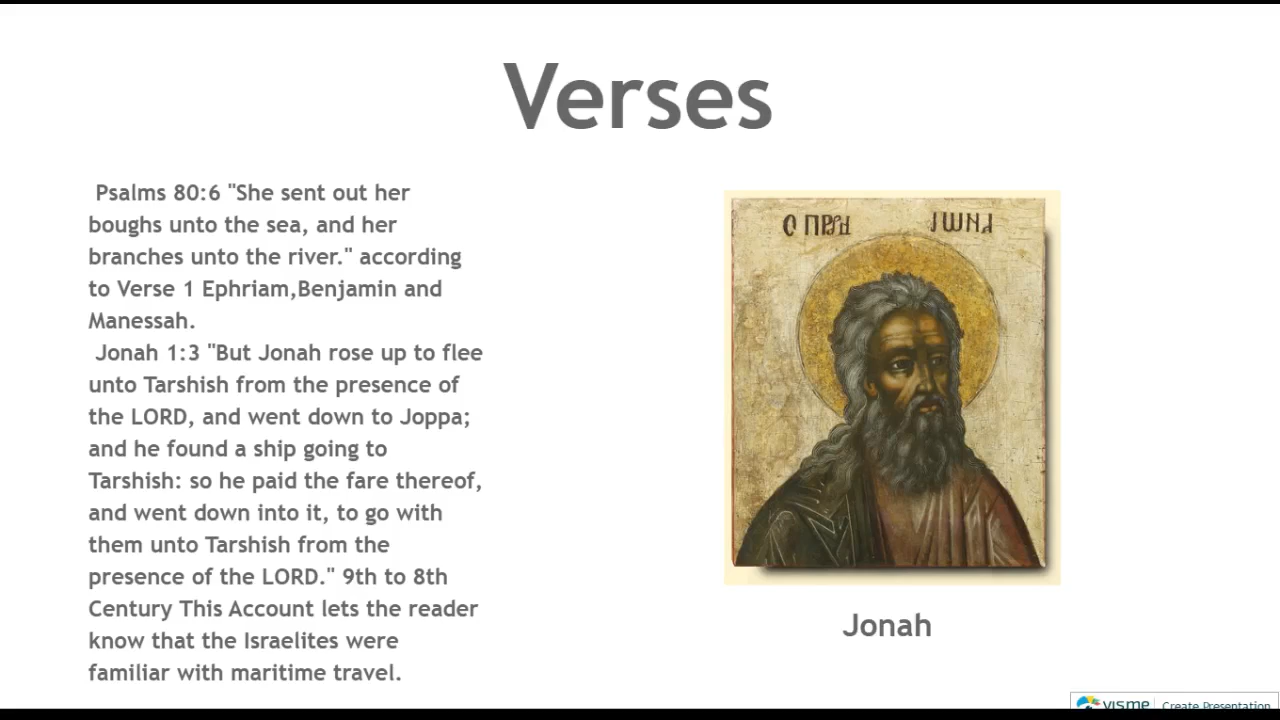 Verses
Psalms 80:6 "She sent out her
boughs unto the sea, and her
branches unto the river." according
to Verse 1 Ephriam,Benjamin and
Manessah.
Jonah 1:3 "But Jonah rose up to flee
unto Tarshish from the presence of
the LORD, and went down to Joppa;
and he found a ship going to
Tarshish: so he paid the fare thereof,
and went down into it, to go with
them unto Tarshish from the
presence of the LORD." 9th to 8th
Century This Account lets the reader
know that the Israelites were
familiar with maritime travel.
Jonah
visme Create Presentation